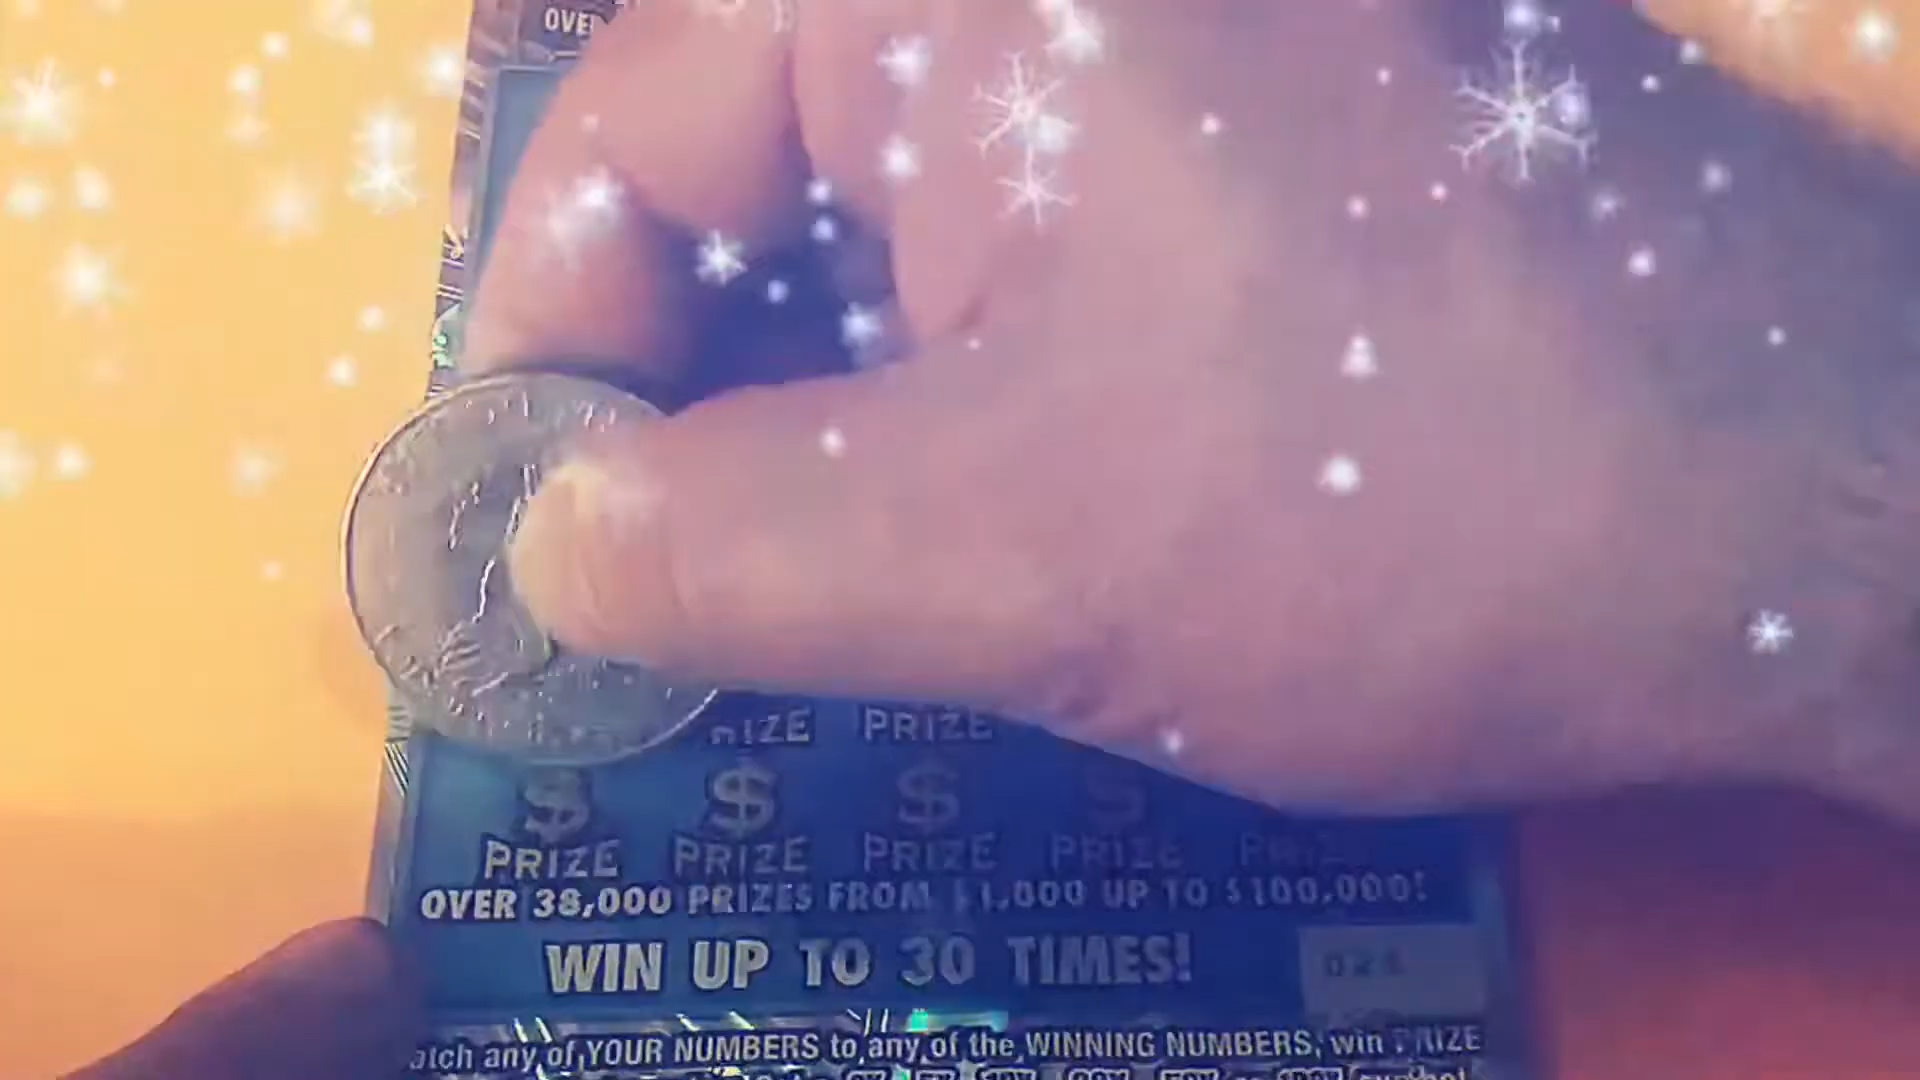 OVE
PRIZE PRIZE
$ $ $ $
PRIZE PRIZE PRIZE PRIZE
OVER 38,000 PRIZES FROM $1,000 UP TO $100,000!
WIN UP TO 30 TIMES!
atch any of YOUR NUMBERS to any of the WINNING NUMBERS, win PRIZE